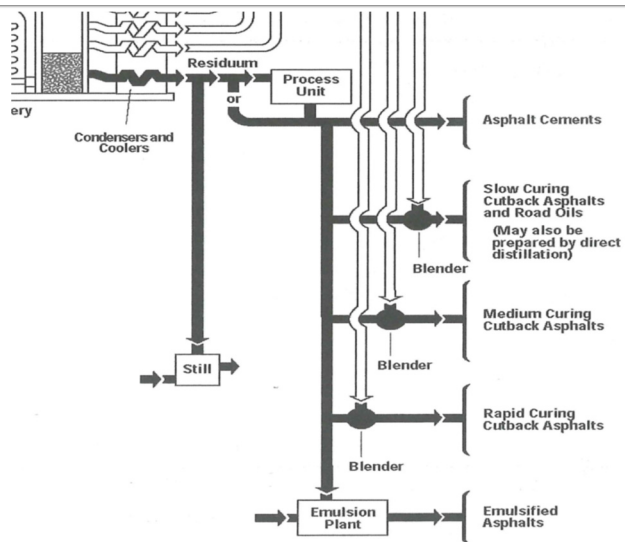 Residuum
Process
Unit
or
ery
Condensers and
Coolers
Asphalt Cements
Slow Curing
Cutback Asphalts
and Road Oils
(May also be
prepared by direct
distillation)
Blender
Medium Curing
Cutback Asphalts
Still
Blender
Rapid Curing
Cutback Asphalts
Blender
Emulsion
Plant
Emulsified
Asphalts